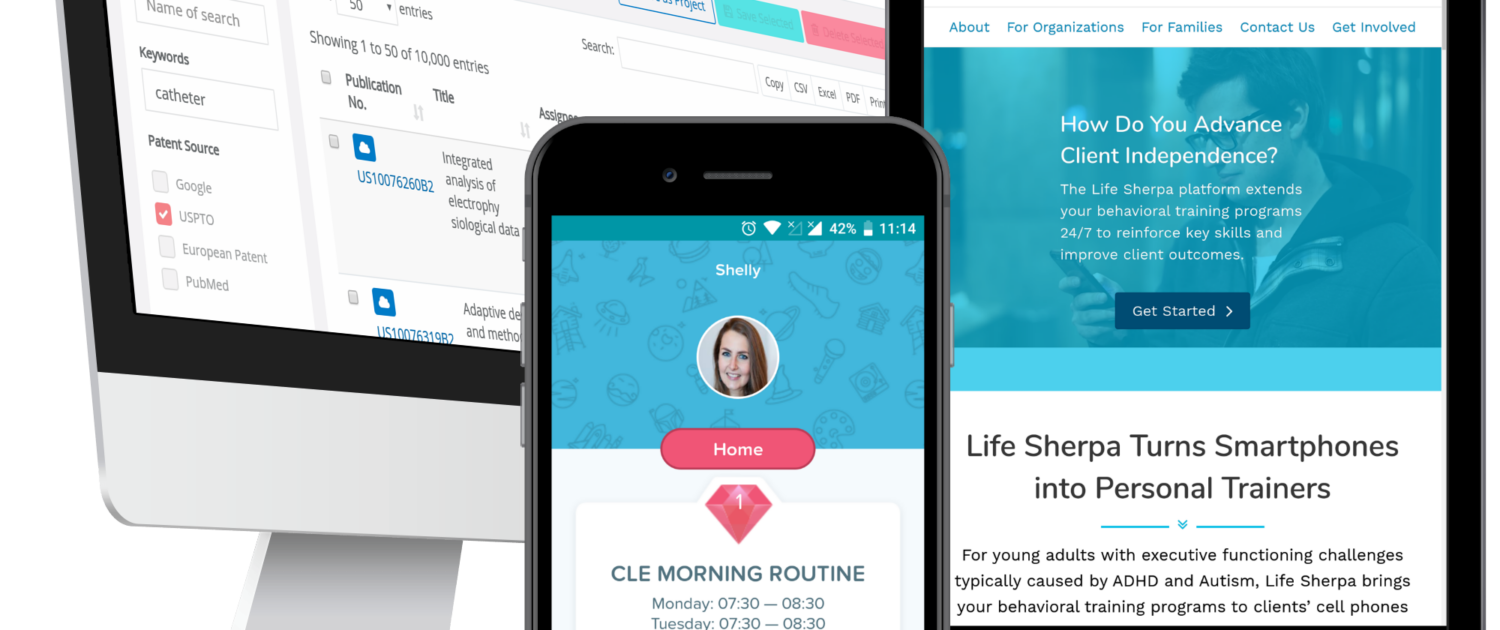 Name of search
Keywords
catheter
Patent Source
Google
USPTO
European Patent
PubMed
50
entries
Project
Save Selected
Delete Selected
Showing 1 to 50 of 10,000 entries
Search:
Copy
CSV
Excel
PDF
Print
Publication
No.
Title
US10076260B2
Integrated
analysis of
electrophy
siological data
US10076319B2
Adaptive de
and metho
42%
11:14
Shelly
Home
1
CLE MORNING ROUTINE
Monday: 07:30 — 08:30
Tuesday: 07:30 — 08:30
About
For Organizations
For Families
Contact Us
Get Involved
How Do You Advance
Client Independence?
The Life Sherpa platform extends
your behavioral training programs
24/7 to reinforce key skills and
improve client outcomes.
Get Started
Life Sherpa Turns Smartphones
into Personal Trainers
For young adults with executive functioning challenges
typically caused by ADHD and Autism, Life Sherpa brings
your behavioral training programs to clients’ cell phones